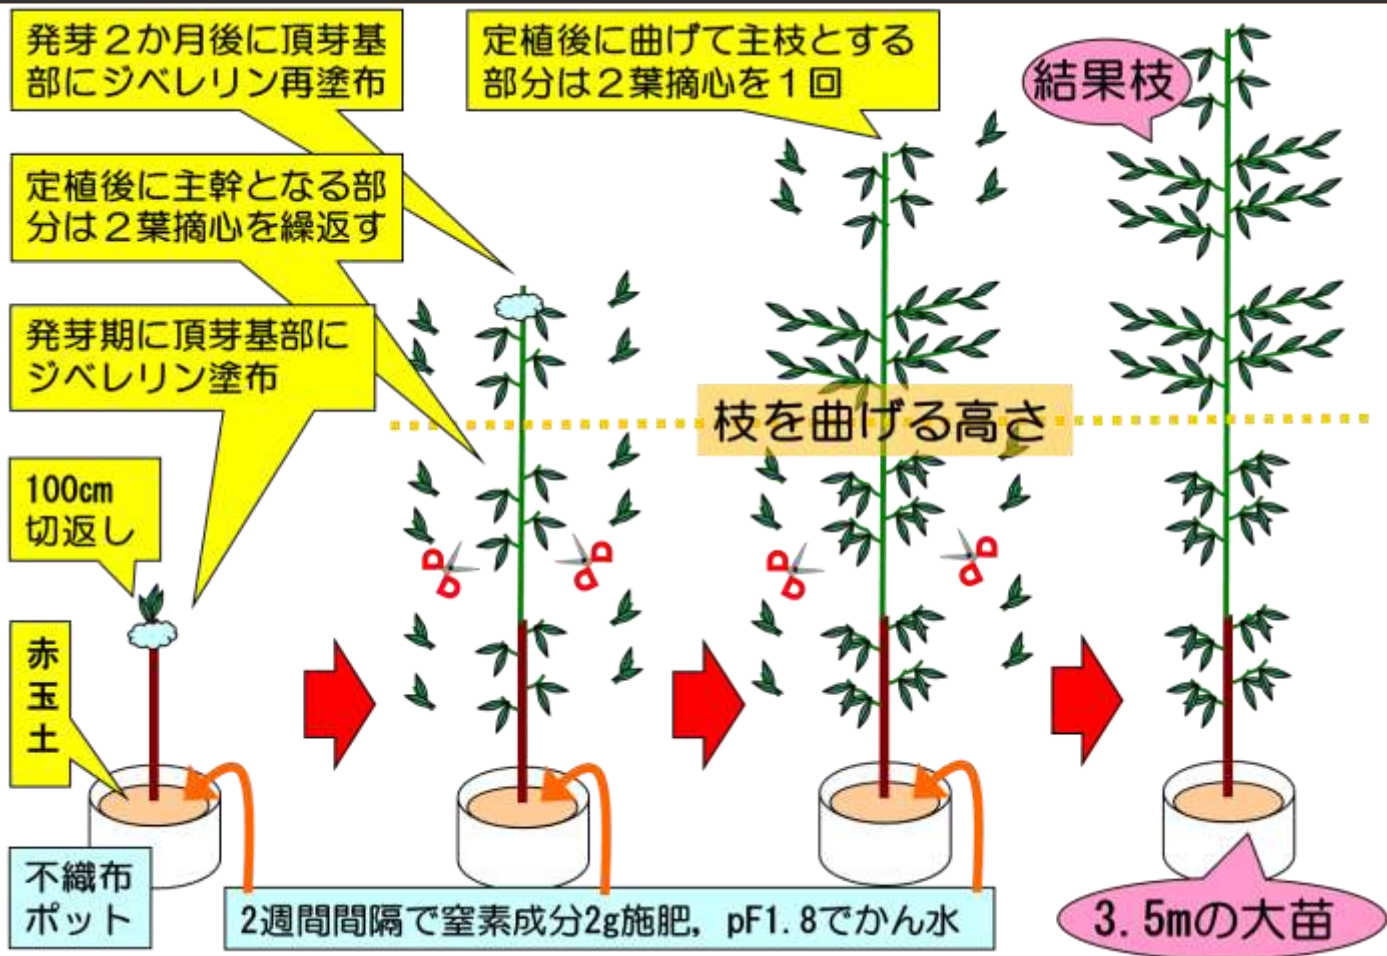 発芽２か月後に頂芽基
部にジベレリン再塗布
定植後に曲げて主枝とする
部分は２葉摘心を１回
結果枝
定植後に主幹となる部
分は２葉摘心を繰返す
発芽期に頂芽基部に
ジベレリン塗布
枝を曲げる高さ
100cm
切返し
赤
玉
土
不織布
ポット
2週間間隔で窒素成分2g施肥，pF1.8でかん水
3.5mの大苗